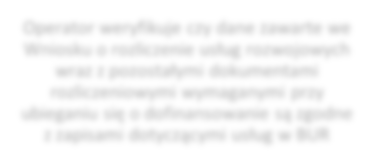 Operator weryfikuje czy dane zawarte we
Wniosku o rozliczenie usług rozwojowych
wraz z pozostałymi dokumentami
rozliczeniowymi wymaganymi przy
ubieganiu się o dofinansowanie są zgodne
z zapisami dotyczącymi usług w BUR